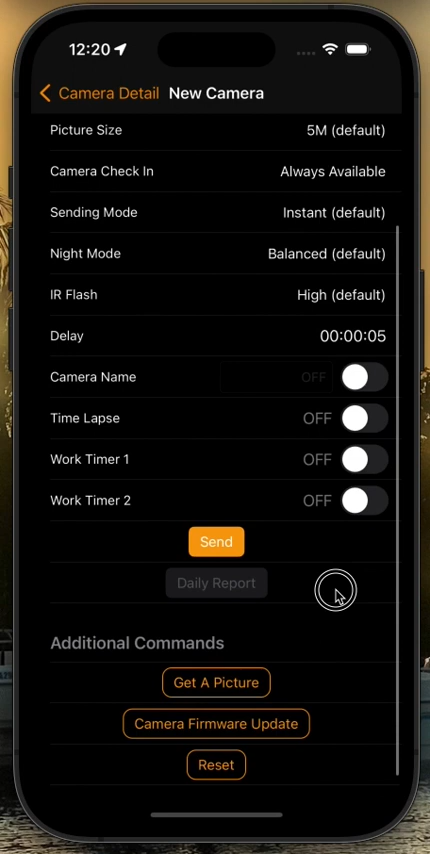 12:20
Camera Detail New Camera
Picture Size 5M (default)
Camera Check In Always Available
Sending Mode Instant (default)
Night Mode Balanced (default)
IR Flash High (default)
Delay 00:00:05
Camera Name OFF
Time Lapse OFF
Work Timer 1 OFF
Work Timer 2 OFF
Send
Daily Report
Additional Commands
Get A Picture
Camera Firmware Update
Reset